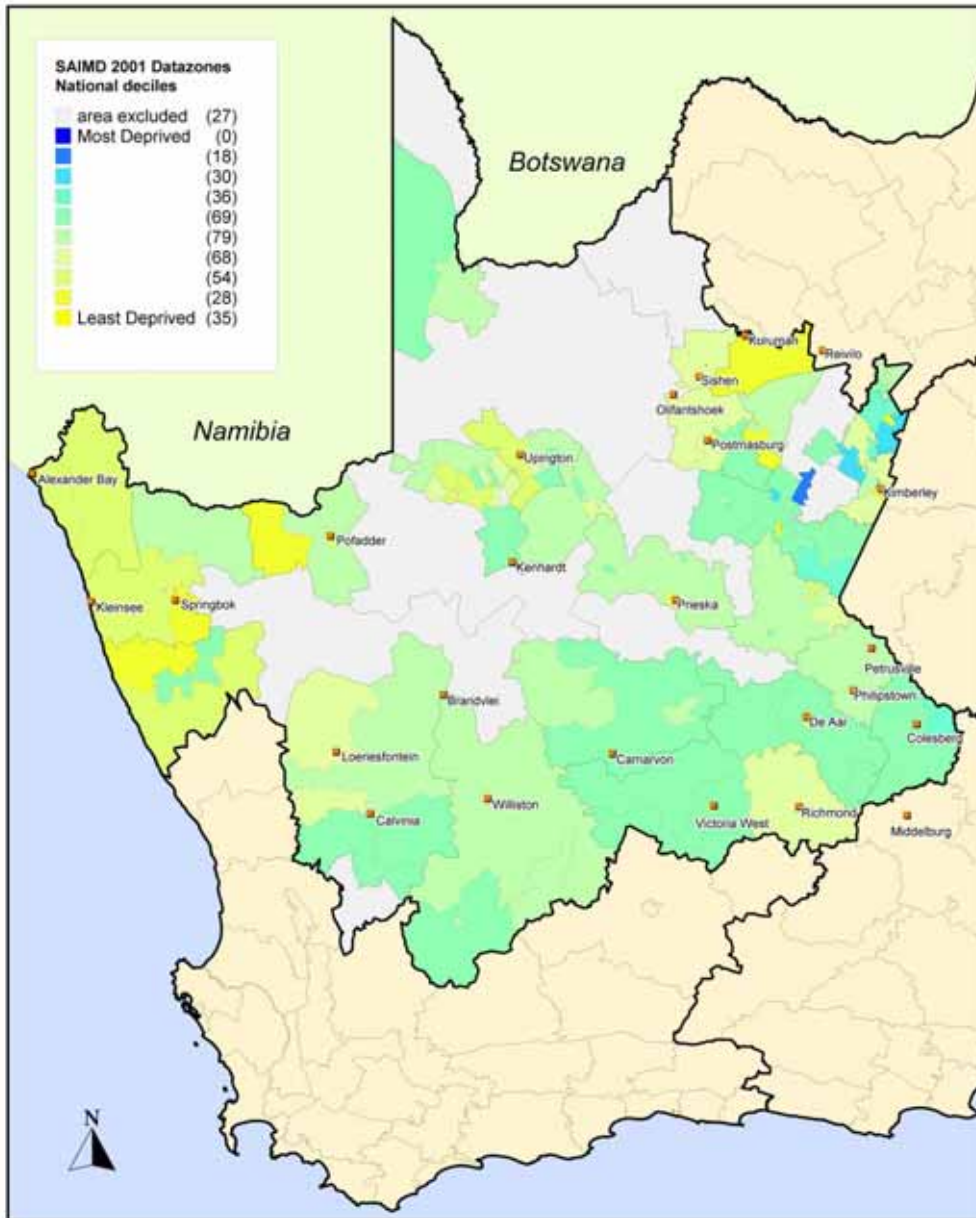 SAIMD 2001 Datazones
National deciles
area excluded (27)
Most Deprived (0)
(18)
(30)
(36)
(69)
(79)
(68)
(54)
(28)
Least Deprived (35)
Botswana
Namibia
Kuruman
Reivilo
Sishen
Olifantshoek
Postmasburg
Upington
Alexander Bay
Kimberley
Pofadder
Kenhardt
Kleinsee
Springbok
Prieska
Petrusville
Philipstown
Brandvlei
De Aar
Colesberg
Loeriesfontein
Carnarvon
Williston
Victoria West
Richmond
Calvinia
Middelburg
N